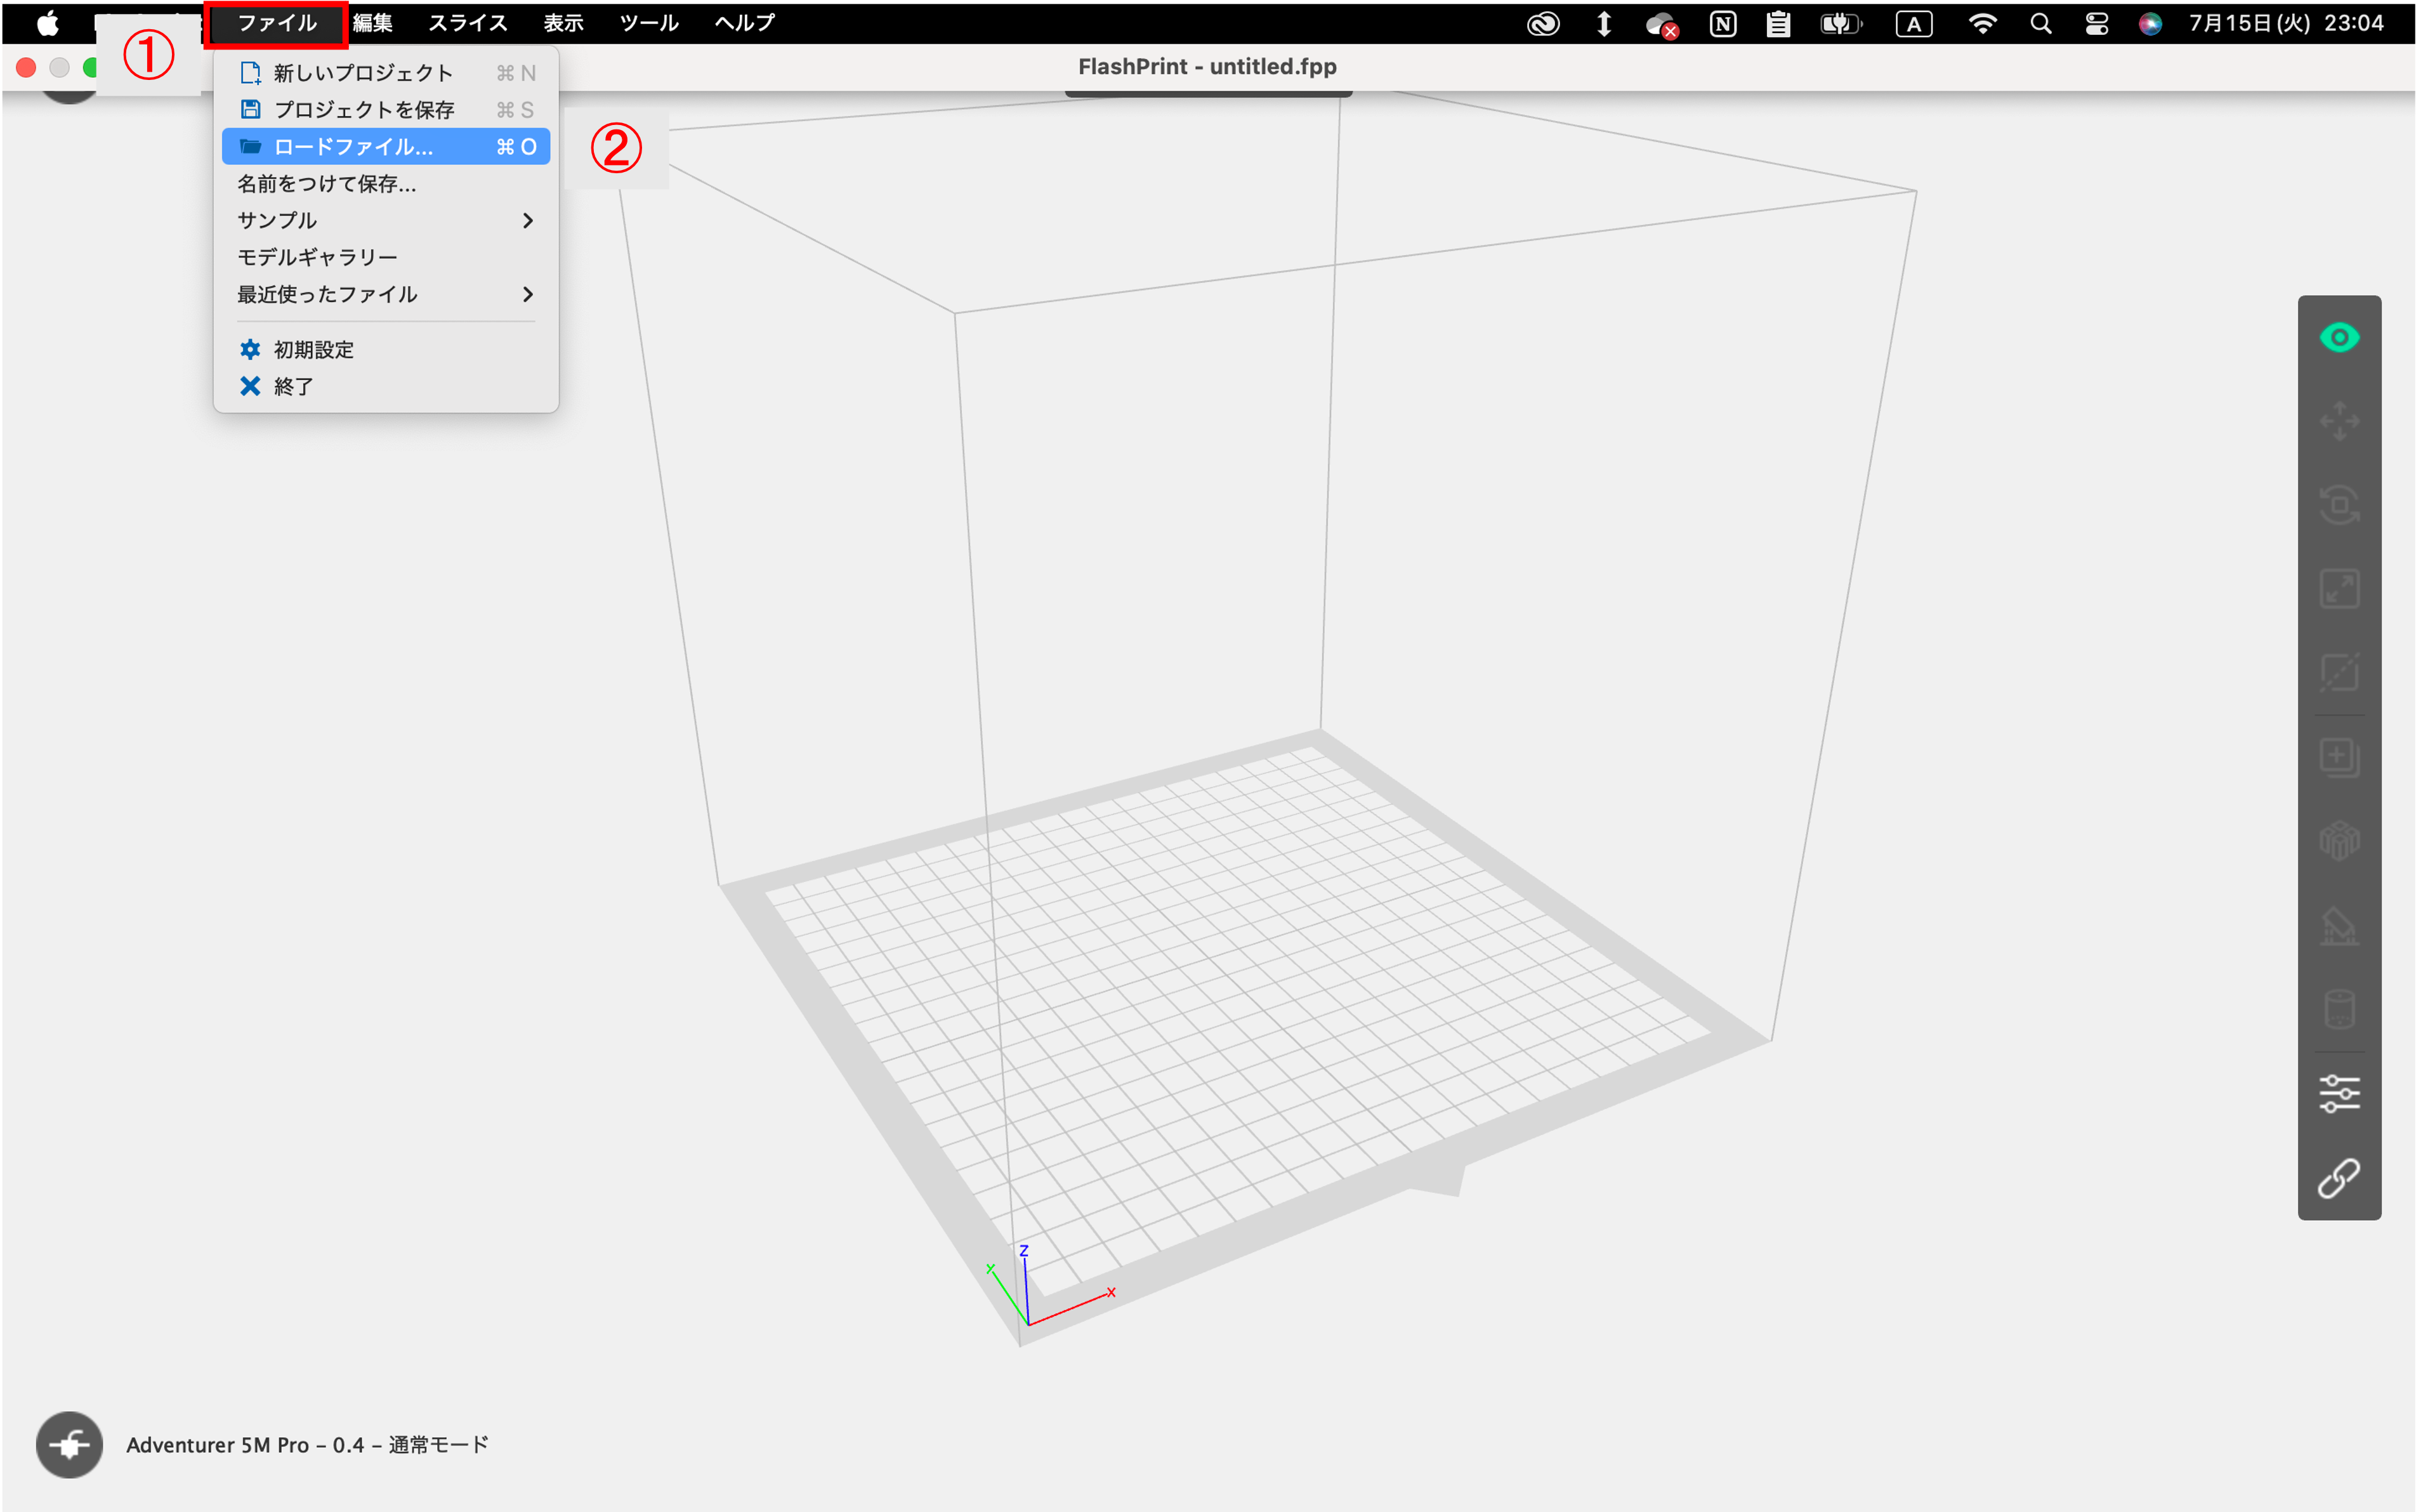 ファイル 編集 スライス 表示 ツール ヘルプ A 7月15日(火) 23:04
①
FlashPrint - untitled.fpp
新しいプロジェクト ⌘ N
プロジェクトを保存 ⌘ S
ロードファイル... ⌘ O
②
名前をつけて保存...
サンプル
モデルギャラリー
最近使ったファイル
初期設定
終了
Z
Y
X
Adventurer 5M Pro – 0.4 – 通常モード